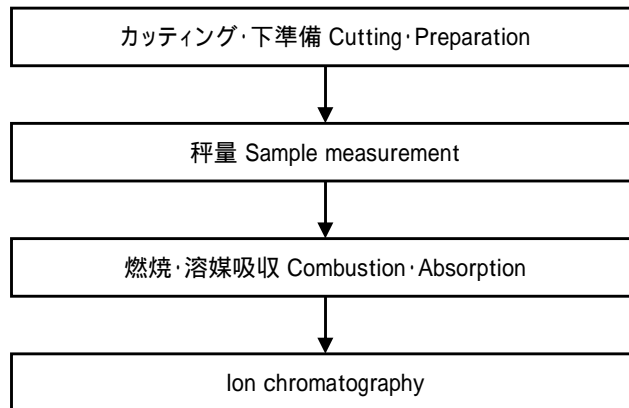 カッティング·下準備 Cutting·Preparation
秤量 Sample measurement
燃焼·溶媒吸収 Combustion·Absorption
Ion chromatography